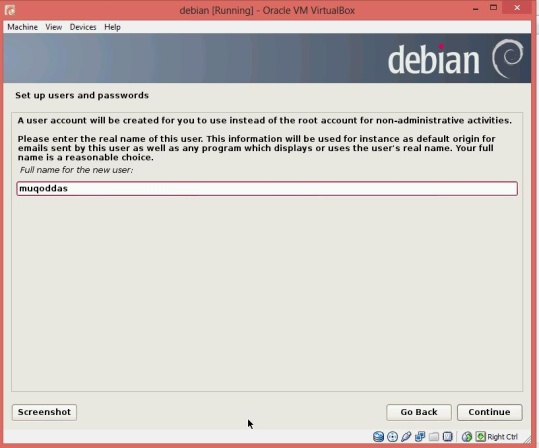 debian [Running] - Oracle VM VirtualBox
Machine View Devices Help
debian
Set up users and passwords
A user account will be created for you to use instead of the root account for non-administrative activities.
Please enter the real name of this user. This information will be used for instance as default origin for
emails sent by this user as well as any program which displays or uses the user's real name. Your full
name is a reasonable choice.
Full name for the new user:
muqoddas
Screenshot Go Back Continue
Right Ctrl